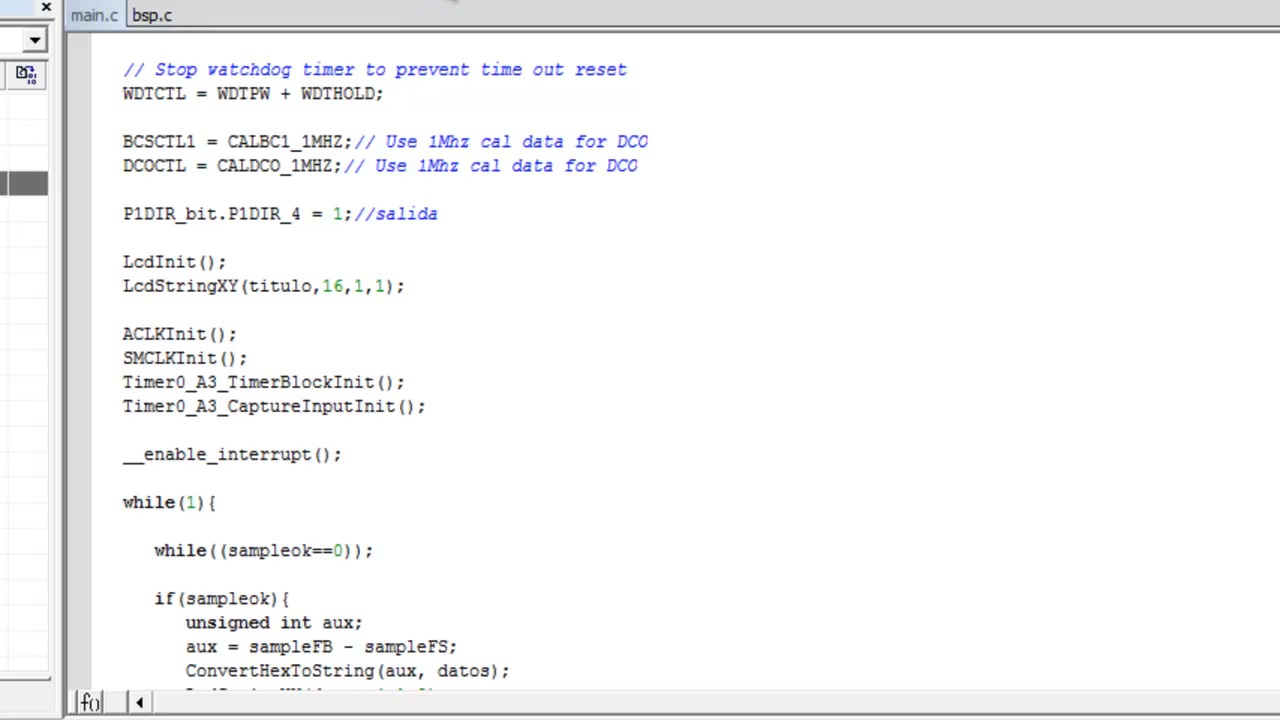 main.c bsp.c
// Stop watchdog timer to prevent time out reset
WDTCTL = WDTPW + WDTHOLD;
BCSCTL1 = CALBC1_1MHZ;// Use 1Mhz cal data for DCO
DCOCTL = CALDCO_1MHZ;// Use 1Mhz cal data for DCO
P1DIR_bit.P1DIR_4 = 1;//salida
LcdInit();
LcdStringXY(titulo,16,1,1);
ACLKInit();
SMCLKInit();
Timer0_A3_TimerBlockInit();
Timer0_A3_CaptureInputInit();
__enable_interrupt();
while(1){
while((sampleok==0));
if(sampleok){
unsigned int aux;
aux = sampleFB - sampleFS;
ConvertHexToString(aux, datos);
f()